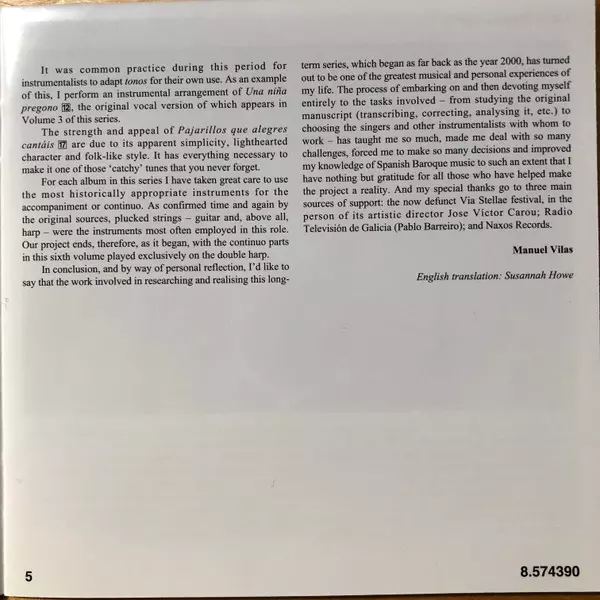 It was common practice during this period for
instrumentalists to adapt tonos for their own use. As an example
of this, I perform an instrumental arrangement of Una niña
pregono 12, the original vocal version of which appears in
Volume 3 of this series.
The strength and appeal of Pajarillos que alegres
cantáis 17 are due to its apparent simplicity, lighthearted
character and folk-like style. It has everything necessary to
make it one of those 'catchy' tunes that you never forget.
For each album in this series I have taken great care to use
the most historically appropriate instruments for the
accompaniment or continuo. As confirmed time and again by
the original sources, plucked strings – guitar and, above all,
harp – were the instruments most often employed in this role.
Our project ends, therefore, as it began, with the continuo parts
in this sixth volume played exclusively on the double harp.
In conclusion, and by way of personal reflection, I'd like to
say that the work involved in researching and realising this long-
term series, which began as far back as the year 2000, has turned
out to be one of the greatest musical and personal experiences of
my life. The process of embarking on and then devoting myself
entirely to the tasks involved – from studying the original
manuscript (transcribing, correcting, analysing it, etc.) to
choosing the singers and other instrumentalists with whom to
work – has taught me so much, made me deal with so many
challenges, forced me to make so many decisions and improved
my knowledge of Spanish Baroque music to such an extent that I
have nothing but gratitude for all those who have helped make
the project a reality. And my special thanks go to three main
sources of support: the now defunct Via Stellae festival, in the
person of its artistic director Jose Víctor Carou; Radio
Televisión de Galicia (Pablo Barreiro); and Naxos Records.
Manuel Vilas
English translation: Susannah Howe
5
8.574390